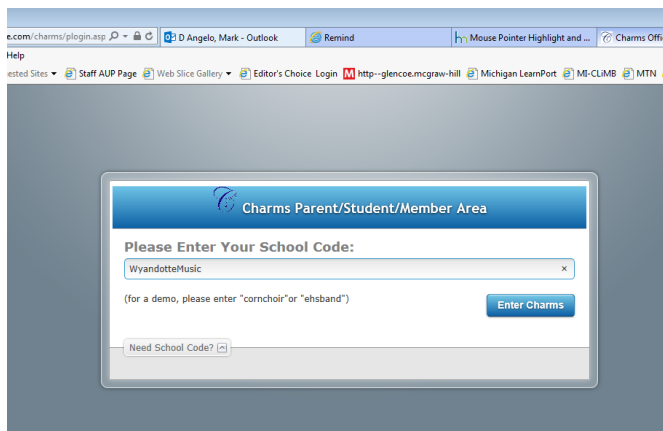 e.com/charms/plogin.asp
D Angelo, Mark - Outlook
Remind
Mouse Pointer Highlight and ...
Charms Offi
Help
ested Sites
Staff AUP Page
Web Slice Gallery
Editor's Choice Login
http--glencoe.mcgraw-hill
Michigan LearnPort
MI-CLiMB
MTN
Charms Parent/Student/Member Area
Please Enter Your School Code:
WyandotteMusic
(for a demo, please enter "cornchoir"or "ehsband")
Enter Charms
Need School Code?